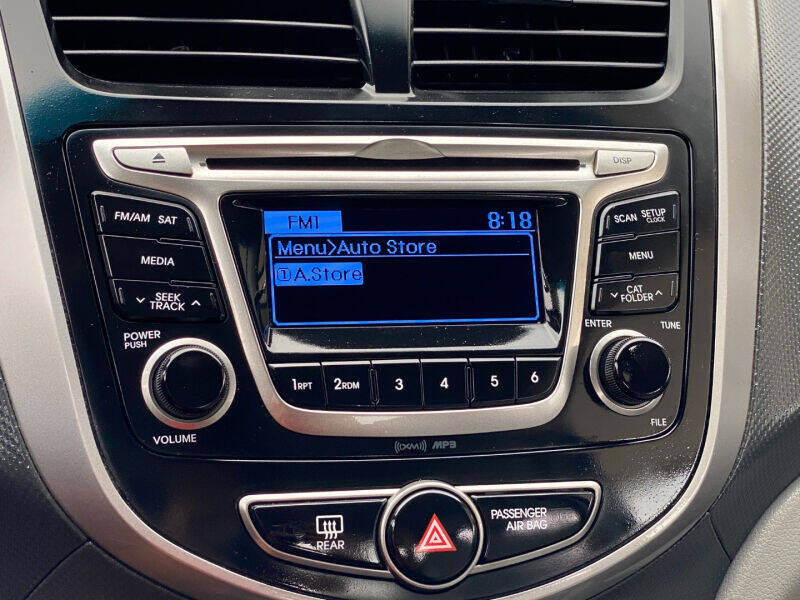 DISP
FM/AM SAT
MEDIA
SEEK
TRACK
POWER
PUSH
VOLUME
FM1 8:18
Menu>Auto Store
①A.Store
1RPT 2RDM 3 4 5 6
SCAN SETUP
CLOCK
MENU
CAT
FOLDER
ENTER TUNE
FILE
(XM) MP3
REAR
PASSENGER
AIR BAG